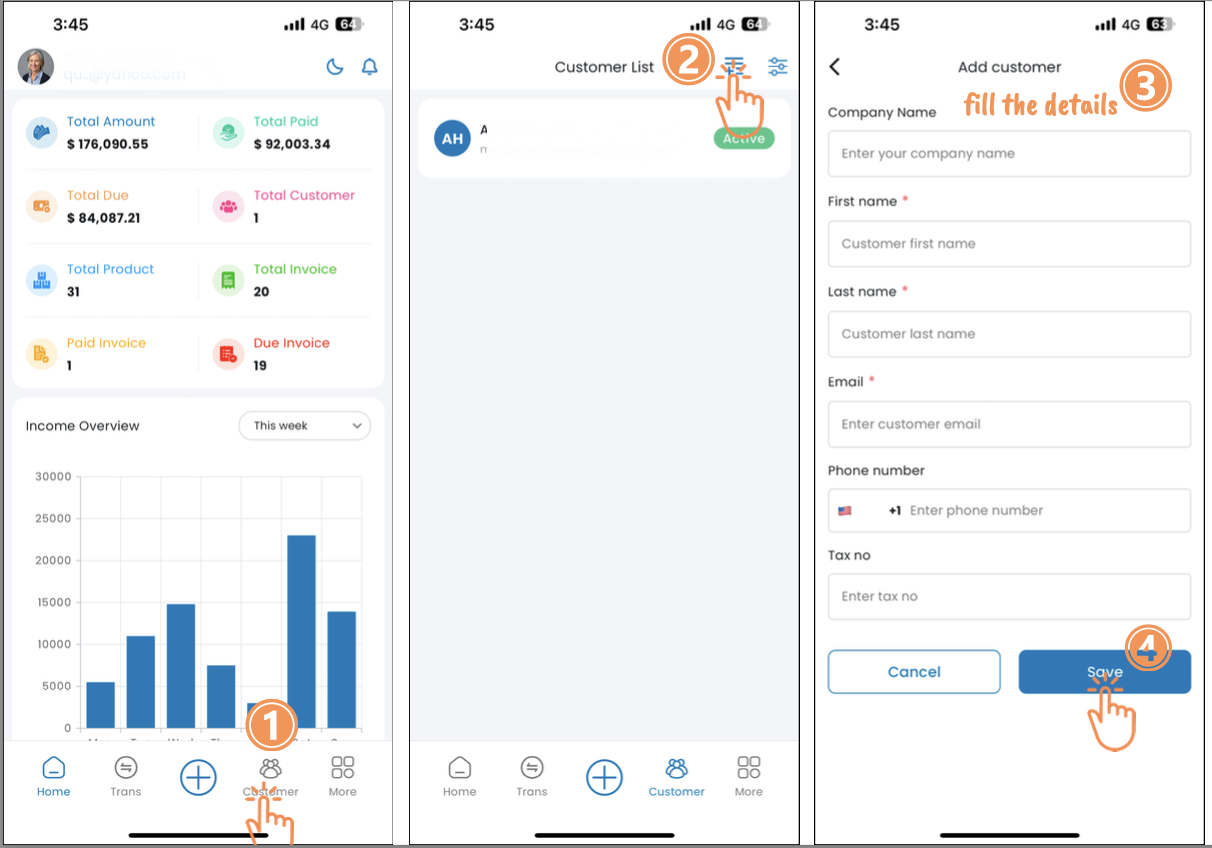 3:45
4G 64
qu..@yahoo.com
Total Amount
$ 176,090.55
Total Paid
$ 92,003.34
Total Due
$ 84,087.21
Total Customer
1
Total Product
31
Total Invoice
20
Paid Invoice
1
Due Invoice
19
Income Overview
This week
30000
25000
20000
15000
10000
5000
0
1
Home
Trans
Customer
More
3:45
4G 64
Customer List
2
AH
A
Active
Home
Trans
Customer
More
3:45
4G 63
Add customer
3
fill the details
Company Name
Enter your company name
First name *
Customer first name
Last name *
Customer last name
Email *
Enter customer email
Phone number
+1 Enter phone number
Tax no
Enter tax no
4
Cancel
Save